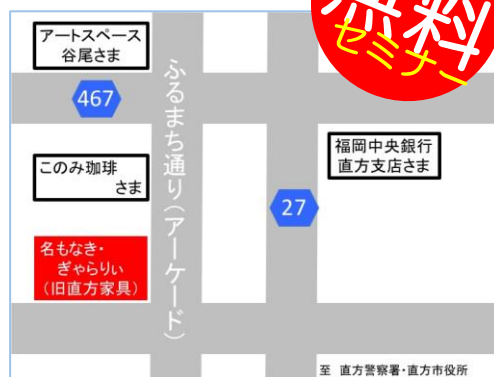 無料
セミナー
アートスペース
谷尾さま
467
ふるまち通り(アーケード)
このみ珈琲
さま
福岡中央銀行
直方支店さま
27
名もなき・
ぎゃらりぃ
(旧直方家具)
至 直方警察署・直方市役所